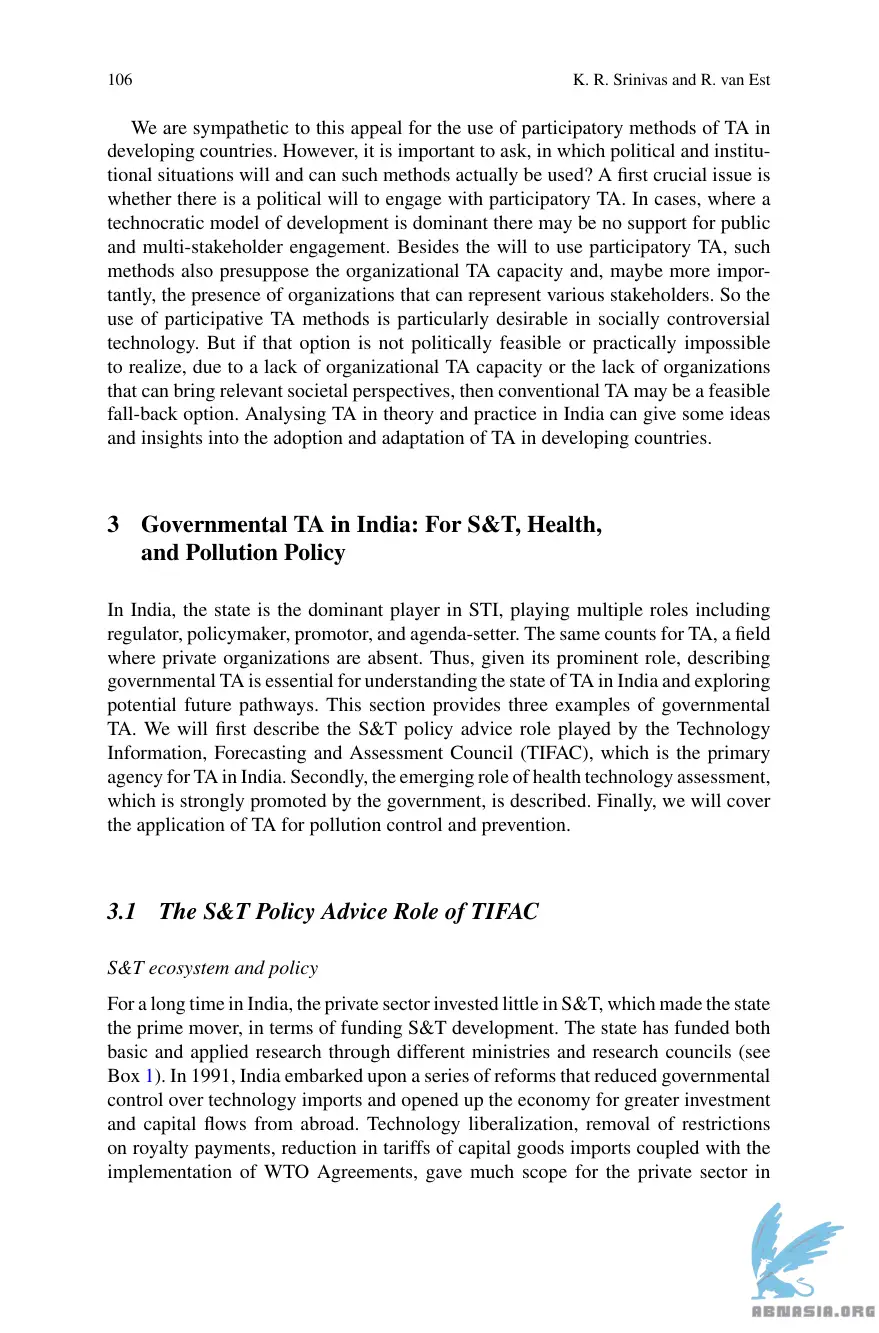 106
K. R. Srinivas and R. van Est
We are sympathetic to this appeal for the use of participatory methods of TA in
developing countries. However, it is important to ask, in which political and institu-
tional situations will and can such methods actually be used? A first crucial issue is
whether there is a political will to engage with participatory TA. In cases, where a
technocratic model of development is dominant there may be no support for public
and multi-stakeholder engagement. Besides the will to use participatory TA, such
methods also presuppose the organizational TA capacity and, maybe more impor-
tantly, the presence of organizations that can represent various stakeholders. So the
use of participative TA methods is particularly desirable in socially controversial
technology. But if that option is not politically feasible or practically impossible
to realize, due to a lack of organizational TA capacity or the lack of organizations
that can bring relevant societal perspectives, then conventional TA may be a feasible
fall-back option. Analysing TA in theory and practice in India can give some ideas
and insights into the adoption and adaptation of TA in developing countries.
3 Governmental TA in India: For S&T, Health,
and Pollution Policy
In India, the state is the dominant player in STI, playing multiple roles including
regulator, policymaker, promotor, and agenda-setter. The same counts for TA, a field
where private organizations are absent. Thus, given its prominent role, describing
governmental TA is essential for understanding the state of TA in India and exploring
potential future pathways. This section provides three examples of governmental
TA. We will first describe the S&T policy advice role played by the Technology
Information, Forecasting and Assessment Council (TIFAC), which is the primary
agency for TA in India. Secondly, the emerging role of health technology assessment,
which is strongly promoted by the government, is described. Finally, we will cover
the application of TA for pollution control and prevention.
3.1 The S&T Policy Advice Role of TIFAC
S&T ecosystem and policy
For a long time in India, the private sector invested little in S&T, which made the state
the prime mover, in terms of funding S&T development. The state has funded both
basic and applied research through different ministries and research councils (see
Box 1). In 1991, India embarked upon a series of reforms that reduced governmental
control over technology imports and opened up the economy for greater investment
and capital flows from abroad. Technology liberalization, removal of restrictions
on royalty payments, reduction in tariffs of capital goods imports coupled with the
implementation of WTO Agreements, gave much scope for the private sector in
ABNASIA.ORG